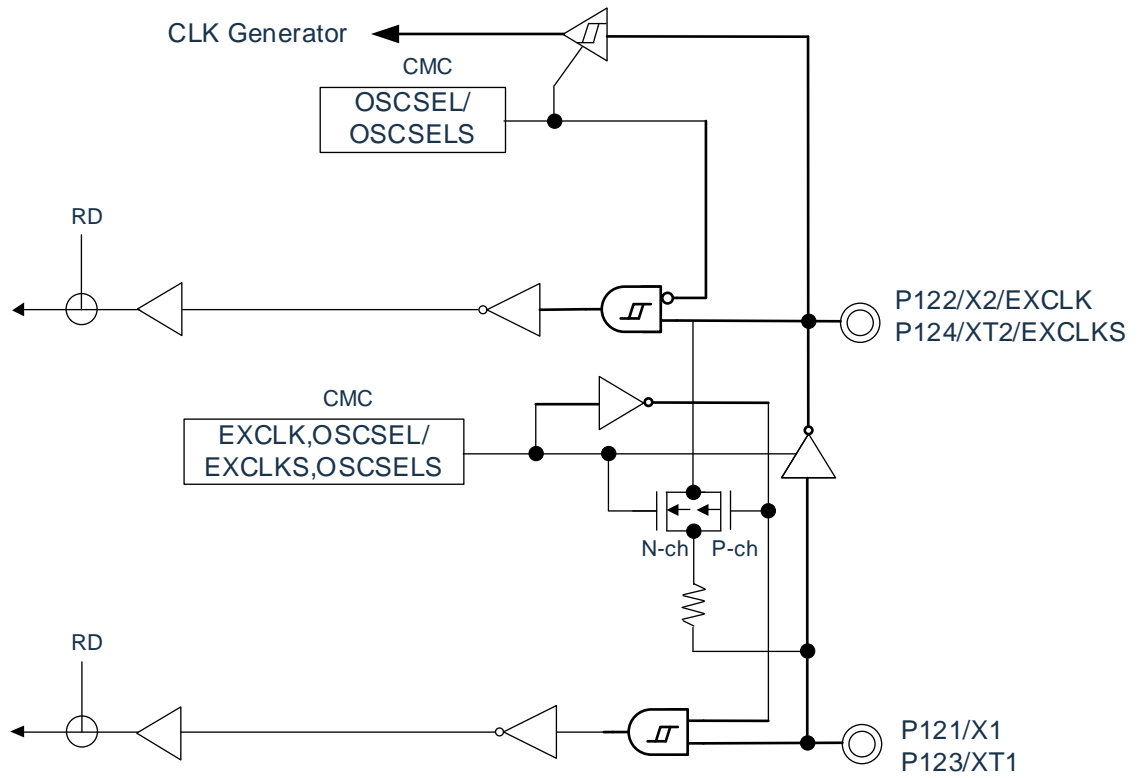 CLK Generator
CMC
OSCSEL/
OSCSELS
RD
P122/X2/EXCLK
P124/XT2/EXCLKS
CMC
EXCLK,OSCSEL/
EXCLKS,OSCSELS
N-ch
P-ch
RD
P121/X1
P123/XT1